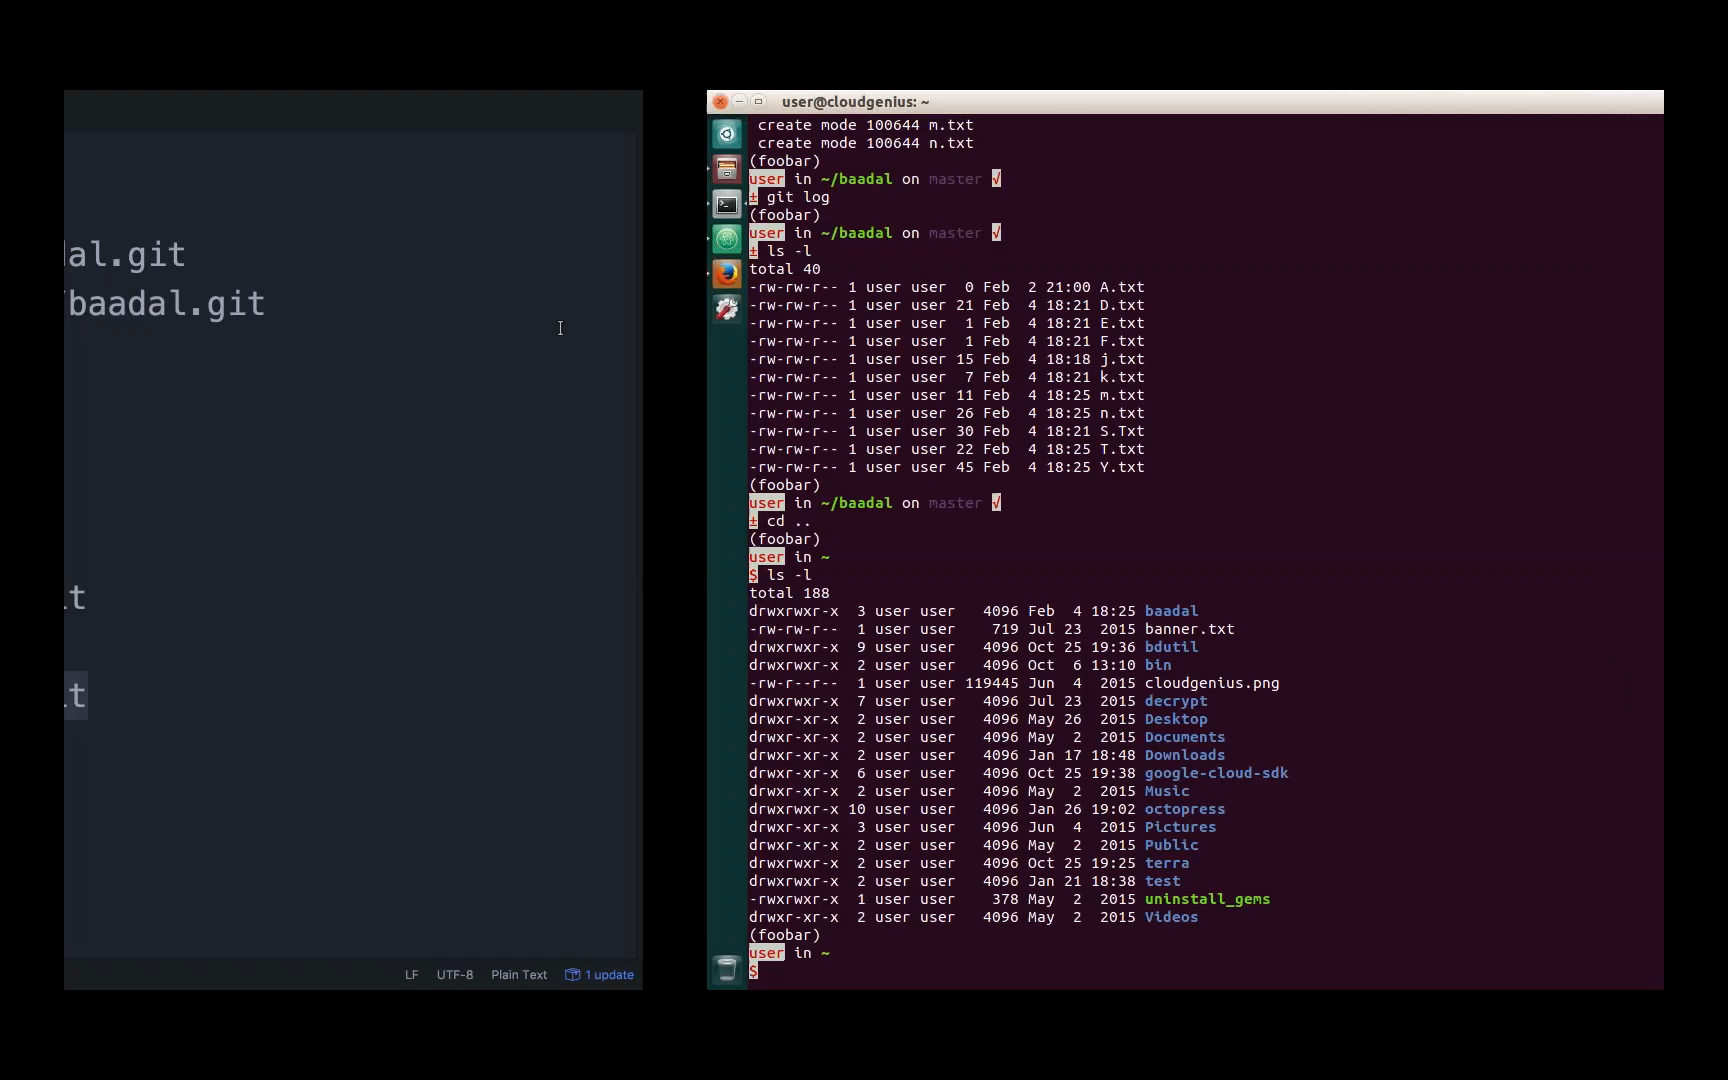 al.git
baadal.git
t
t
LF UTF-8 Plain Text 1 update
user@cloudgenius: ~
create mode 100644 m.txt
create mode 100644 n.txt
(foobar)
user in ~/baadal on master √
± git log
(foobar)
user in ~/baadal on master √
± ls -l
total 40
-rw-rw-r-- 1 user user  0 Feb  2 21:00 A.txt
-rw-rw-r-- 1 user user 21 Feb  4 18:21 D.txt
-rw-rw-r-- 1 user user  1 Feb  4 18:21 E.txt
-rw-rw-r-- 1 user user  1 Feb  4 18:21 F.txt
-rw-rw-r-- 1 user user 15 Feb  4 18:18 j.txt
-rw-rw-r-- 1 user user  7 Feb  4 18:21 k.txt
-rw-rw-r-- 1 user user 11 Feb  4 18:25 m.txt
-rw-rw-r-- 1 user user 26 Feb  4 18:25 n.txt
-rw-rw-r-- 1 user user 30 Feb  4 18:21 S.Txt
-rw-rw-r-- 1 user user 22 Feb  4 18:25 T.txt
-rw-rw-r-- 1 user user 45 Feb  4 18:25 Y.txt
(foobar)
user in ~/baadal on master √
± cd ..
(foobar)
user in ~
$ ls -l
total 188
drwxrwxr-x  3 user user   4096 Feb  4 18:25 baadal
-rw-rw-r--  1 user user    719 Jul 23  2015 banner.txt
drwxrwxr-x  9 user user   4096 Oct 25 19:36 bdutil
drwxrwxr-x  2 user user   4096 Oct  6 13:10 bin
-rw-r--r--  1 user user 119445 Jun  4  2015 cloudgenius.png
drwxrwxr-x  7 user user   4096 Jul 23  2015 decrypt
drwxr-xr-x  2 user user   4096 May 26  2015 Desktop
drwxr-xr-x  2 user user   4096 May  2  2015 Documents
drwxr-xr-x  2 user user   4096 Jan 17 18:48 Downloads
drwxr-xr-x  6 user user   4096 Oct 25 19:38 google-cloud-sdk
drwxr-xr-x  2 user user   4096 May  2  2015 Music
drwxrwxr-x 10 user user   4096 Jan 26 19:02 octopress
drwxr-xr-x  3 user user   4096 Jun  4  2015 Pictures
drwxr-xr-x  2 user user   4096 May  2  2015 Public
drwxrwxr-x  2 user user   4096 Oct 25 19:25 terra
drwxrwxr-x  2 user user   4096 Jan 21 18:38 test
-rwxrwxr-x  1 user user    378 May  2  2015 uninstall_gems
drwxr-xr-x  2 user user   4096 May  2  2015 Videos
(foobar)
user in ~
$